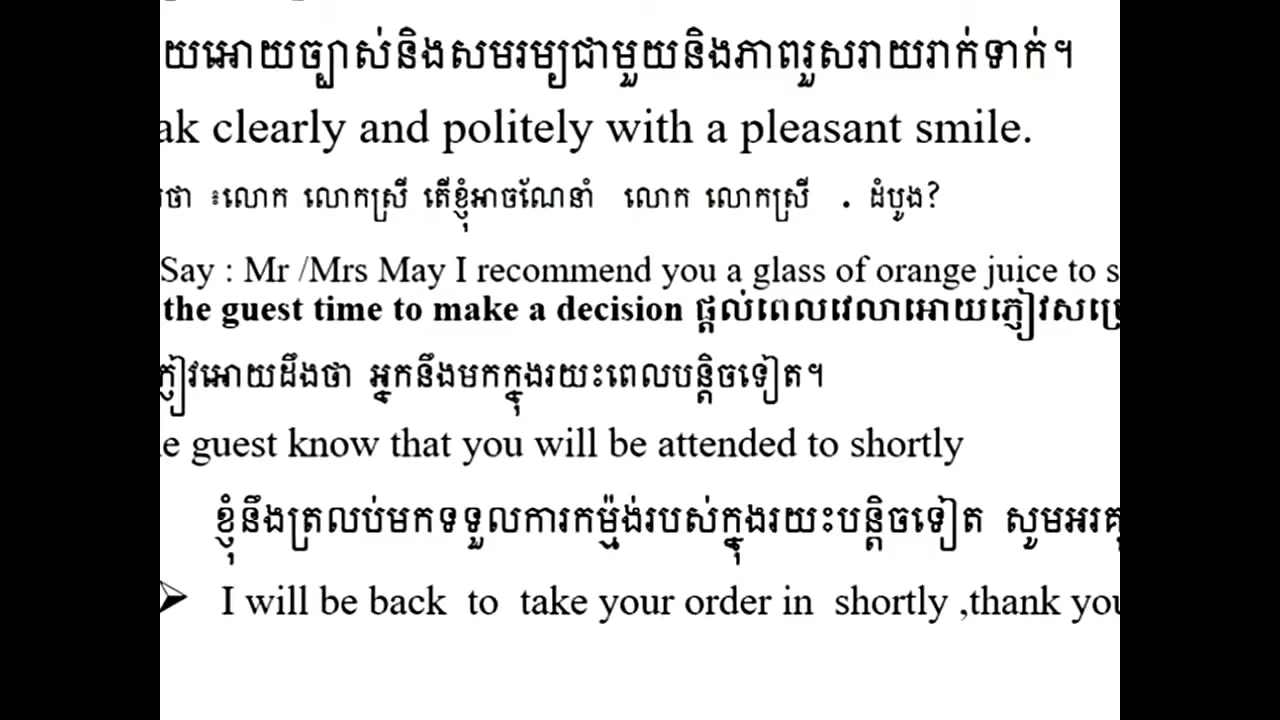 យអោយច្បាស់និងសមរម្យជាមួយនិងភាពរួសរាយរាក់ទាក់។
ak clearly and politely with a pleasant smile.
ថា ៖លោក លោកស្រី តើខ្ញុំអាចណែនាំ លោក លោកស្រី . ដំបូង?
Say : Mr /Mrs May I recommend you a glass of orange juice to s
the guest time to make a decision ផ្តល់ពេលវេលាអោយភ្ញៀវ
ភ្ញៀវអោយដឹងថា អ្នកនឹងមកក្នុងរយះពេលបន្តិចទៀត។
e guest know that you will be attended to shortly
ខ្ញុំនឹងត្រលប់មកទទួលការកម្ម៉ង់របស់ក្នុងរយះបន្តិចទៀត សូមអរគុ
➢ I will be back to take your order in shortly ,thank you